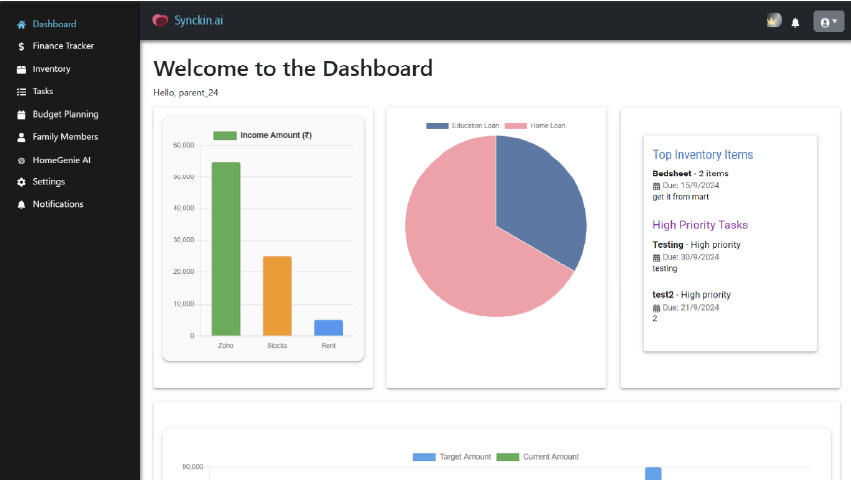 Dashboard
Finance Tracker
Inventory
Tasks
Budget Planning
Family Members
HomeGenie AI
Settings
Notifications
Synckin.ai
Welcome to the Dashboard
Hello, parent_24
Income Amount (₹)
60,000
50,000
40,000
30,000
20,000
10,000
0
Zoho
Stocks
Rent
Education Loan
Home Loan
Top Inventory Items
Bedsheet - 2 items
Due: 15/9/2024
get it from mart
High Priority Tasks
Testing - High priority
Due: 30/9/2024
testing
test2 - High priority
Due: 21/9/2024
2
Target Amount
Current Amount
90,000